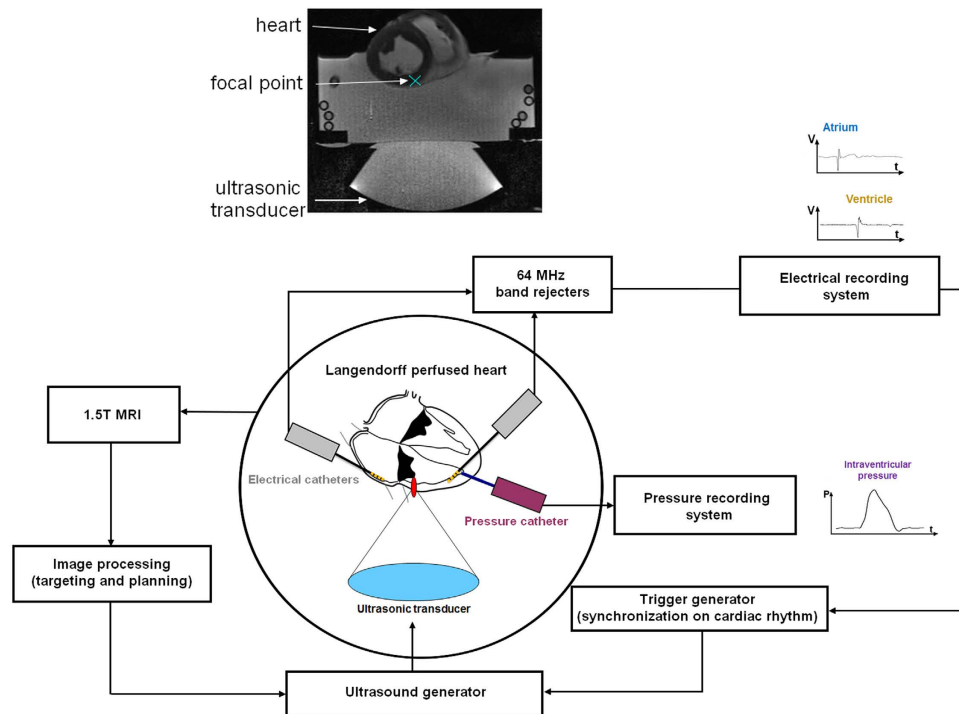 heart
focal point
ultrasonic
transducer
Atrium
V
t
Ventricle
V
t
64 MHz
band rejecters
Electrical recording
system
Langendorff perfused heart
1.5T MRI
Electrical catheters
Pressure catheter
Pressure recording
system
Intraventricular
pressure
P
t
Image processing
(targeting and planning)
Ultrasonic transducer
Trigger generator
(synchronization on cardiac rhythm)
Ultrasound generator